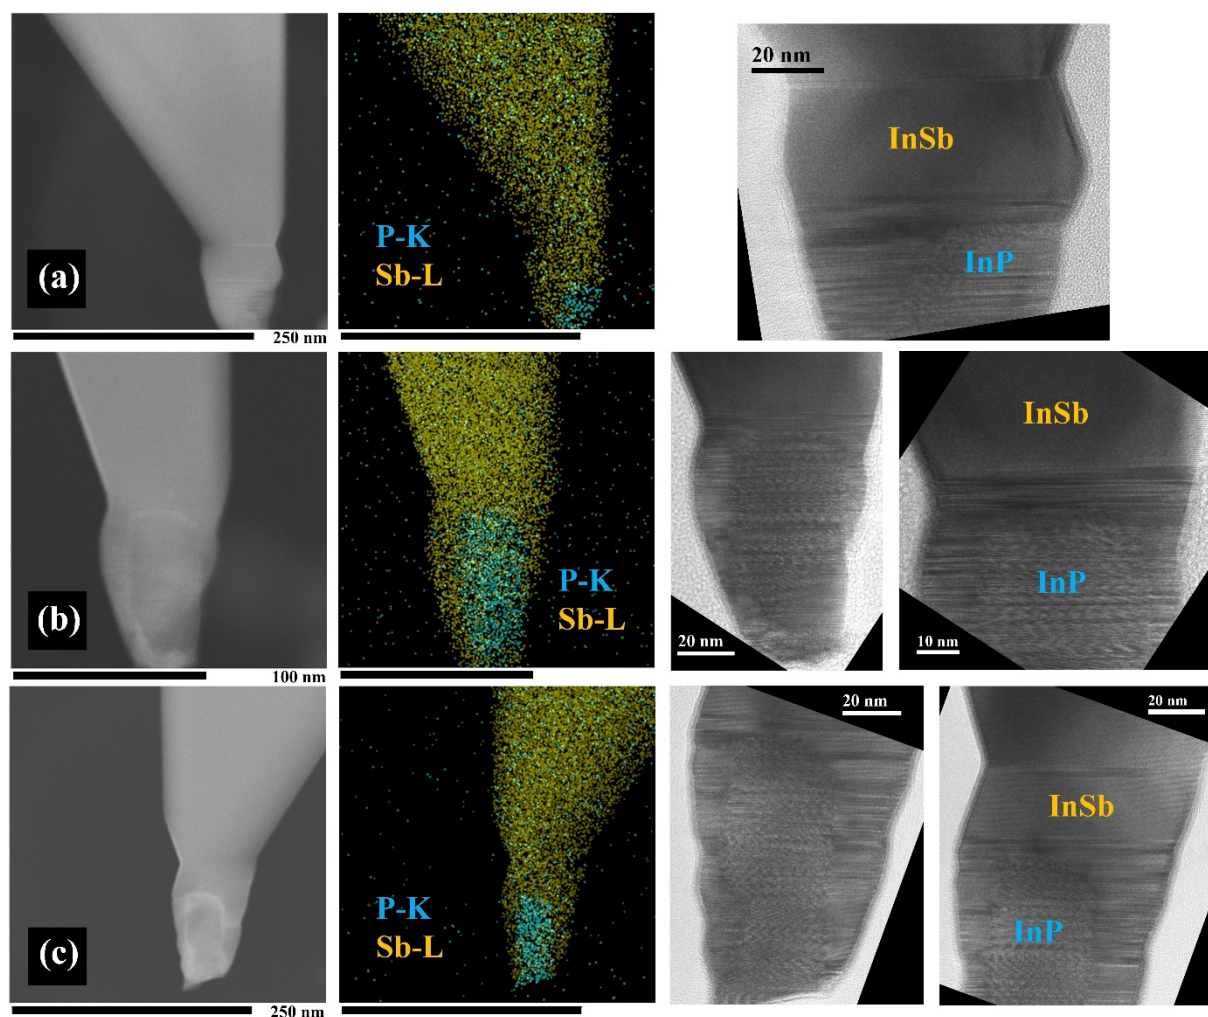 20 nm
InSb
InP
P-K
Sb-L
(a)
250 nm
InSb
InP
P-K
Sb-L
(b)
100 nm
20 nm
10 nm
20 nm
20 nm
InSb
InP
P-K
Sb-L
(c)
250 nm